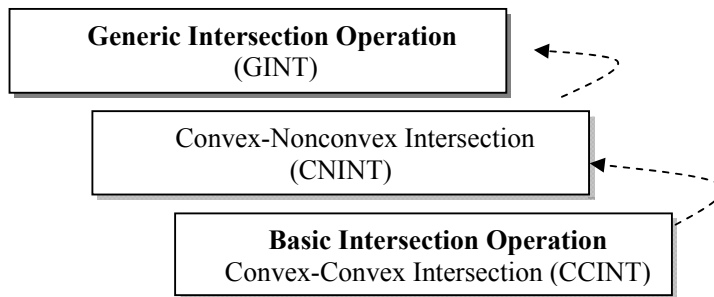 Generic Intersection Operation
(GINT)
Convex-Nonconvex Intersection
(CNINT)
Basic Intersection Operation
Convex-Convex Intersection (CCINT)